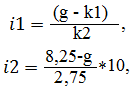 i1 = (g - k1) / k2,
i2 = 8,25-g / 2,75 *10,